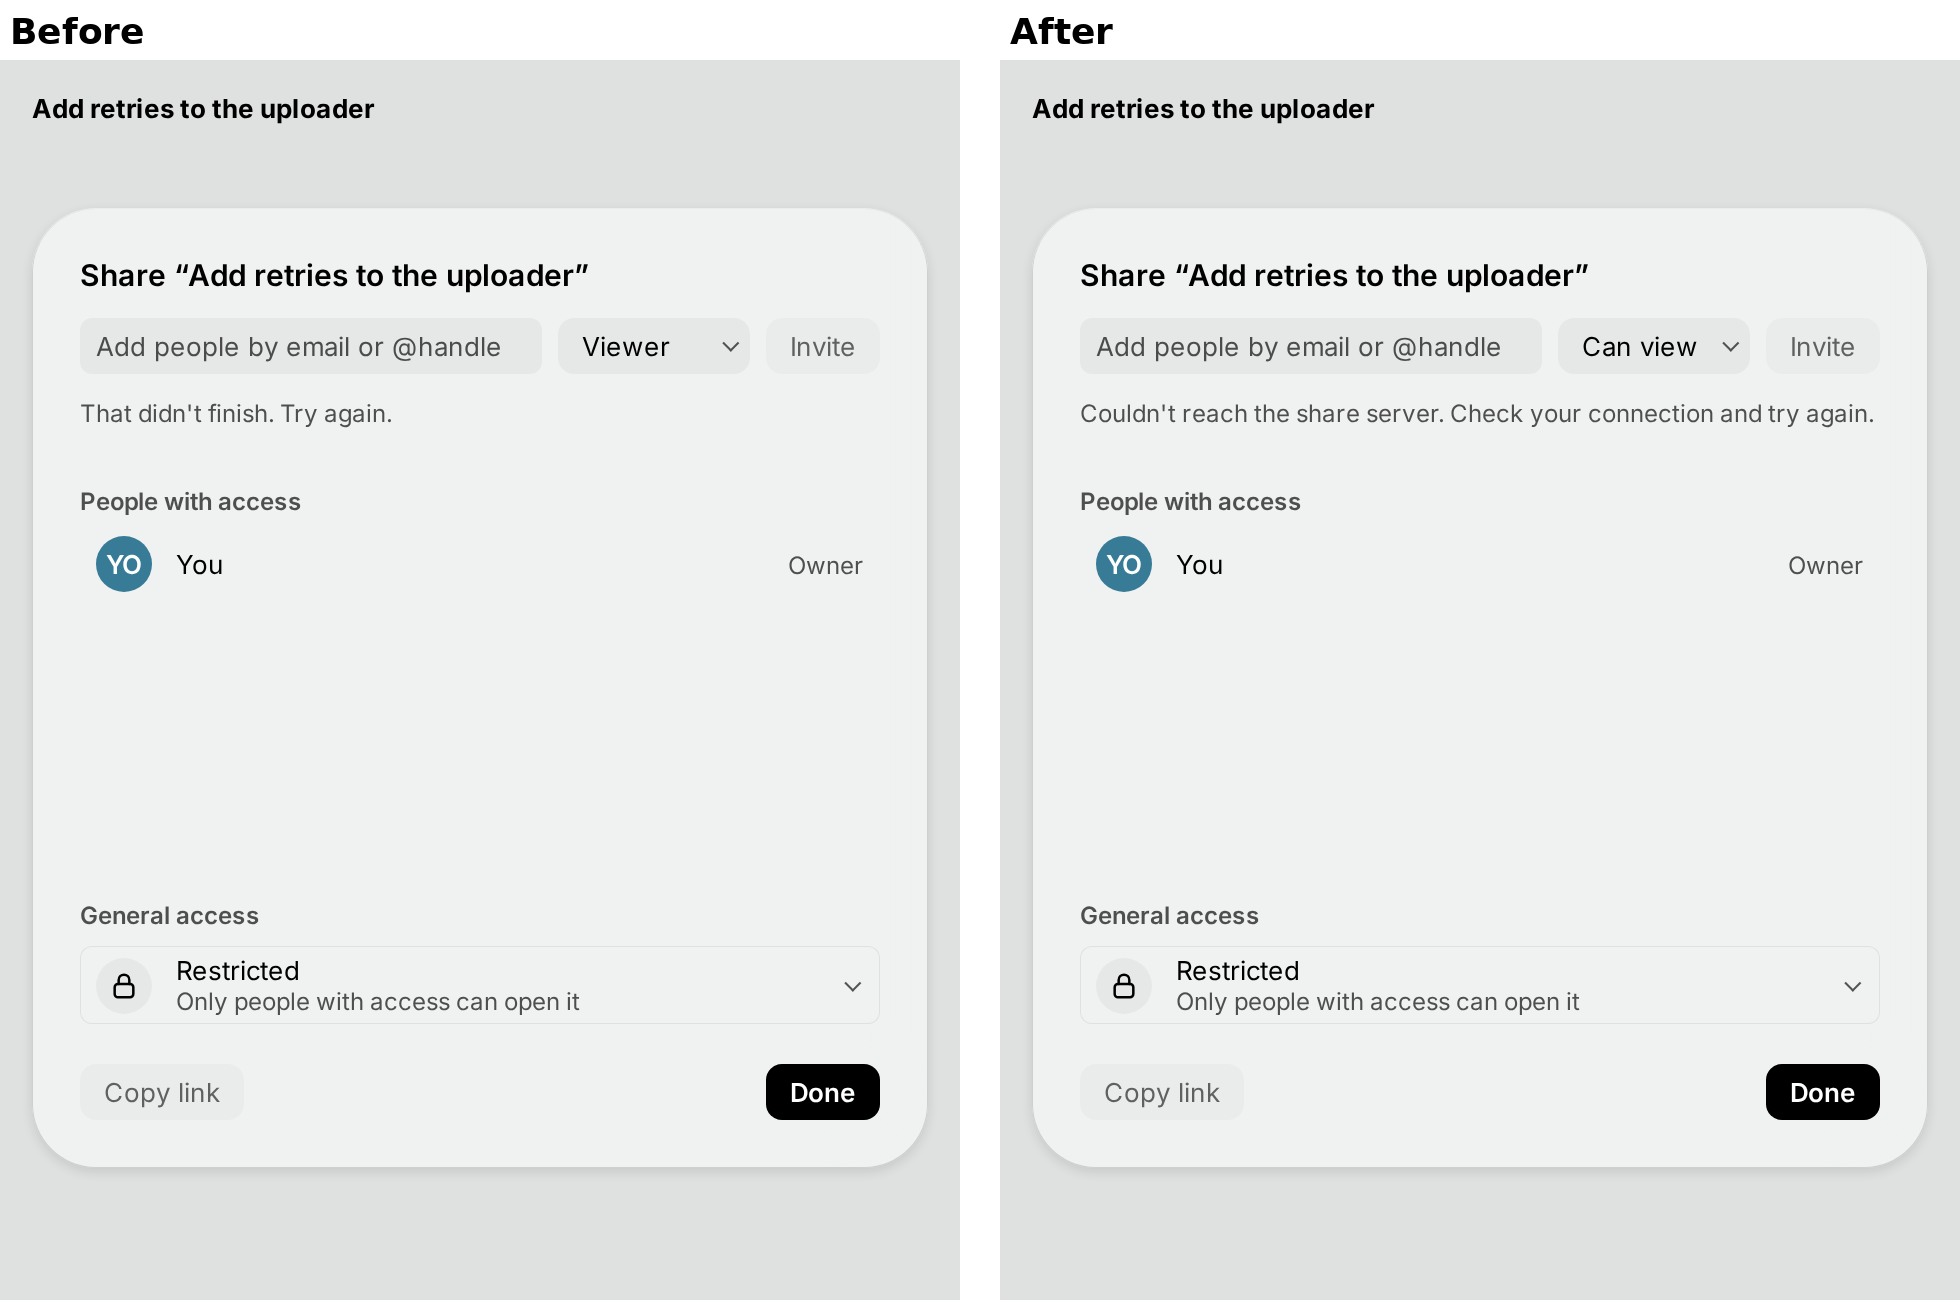 Before
Add retries to the uploader
Share “Add retries to the uploader”
Add people by email or @handle
Viewer
Invite
That didn't finish. Try again.
People with access
YO
You
Owner
General access
Restricted
Only people with access can open it
Copy link
Done
After
Add retries to the uploader
Share “Add retries to the uploader”
Add people by email or @handle
Can view
Invite
Couldn't reach the share server. Check your connection and try again.
People with access
YO
You
Owner
General access
Restricted
Only people with access can open it
Copy link
Done